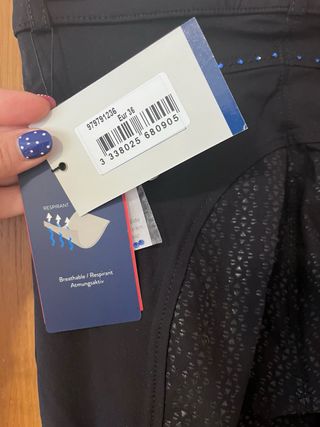 979791236
Eur 36
3 338025 680905
RESPIRANT
Breathable / Respirant
Atmungsaktiv